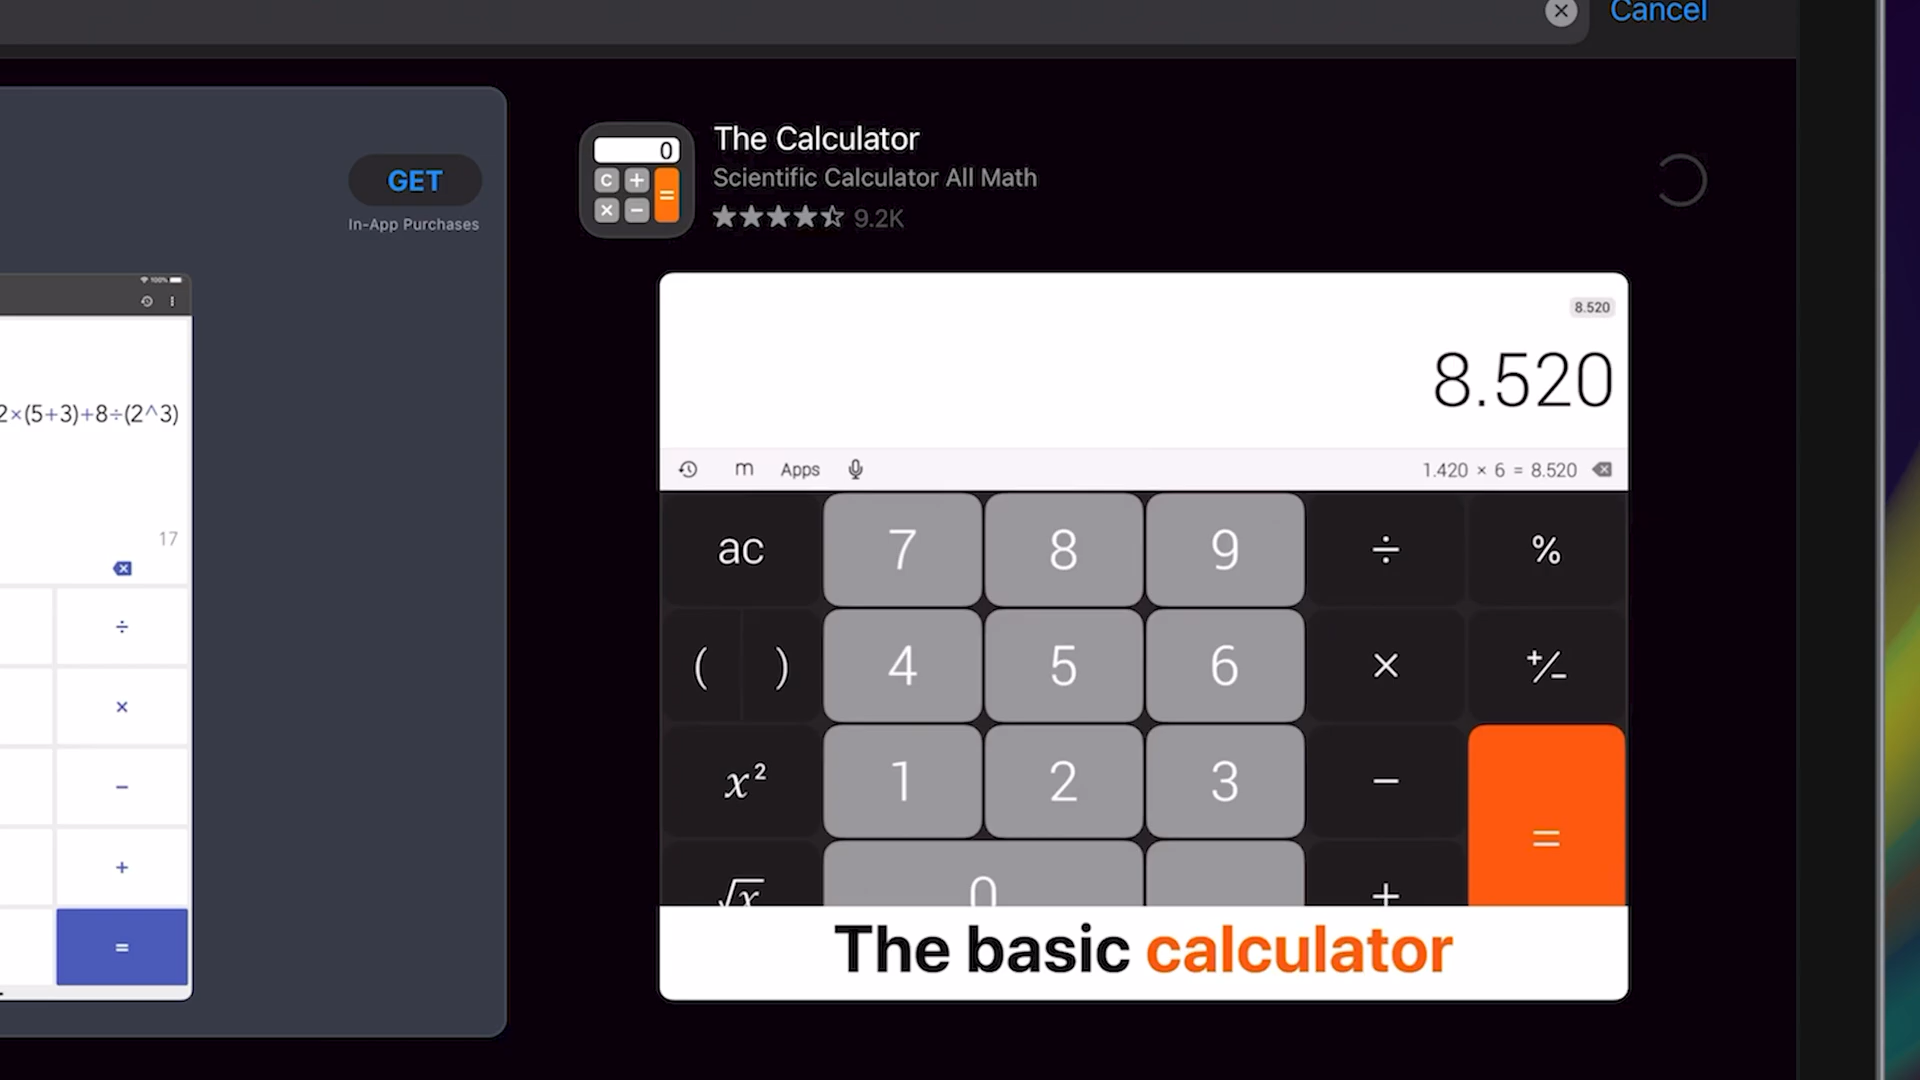 Cancel
GET
In-App Purchases
100%
2×(5+3)+8÷(2^3)
17
÷
×
−
+
=
0
C +
× − =
The Calculator
Scientific Calculator All Math
9.2K
8.520
8.520
m Apps 1.420 × 6 = 8.520
ac 7 8 9 ÷ %
( ) 4 5 6 × +/−
x² 1 2 3 −
√x 0 + =
The basic calculator